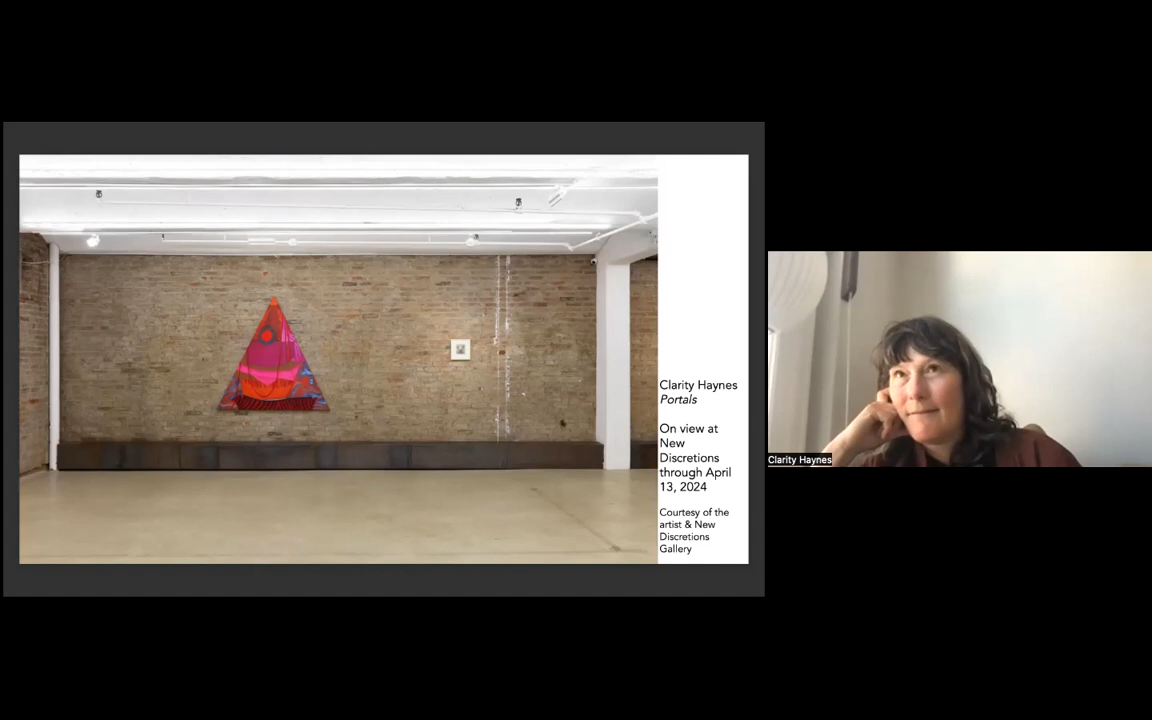 Clarity Haynes
Portals
On view at
New
Discretions
through April
13, 2024
Courtesy of the
artist & New
Discretions
Gallery
Clarity Haynes